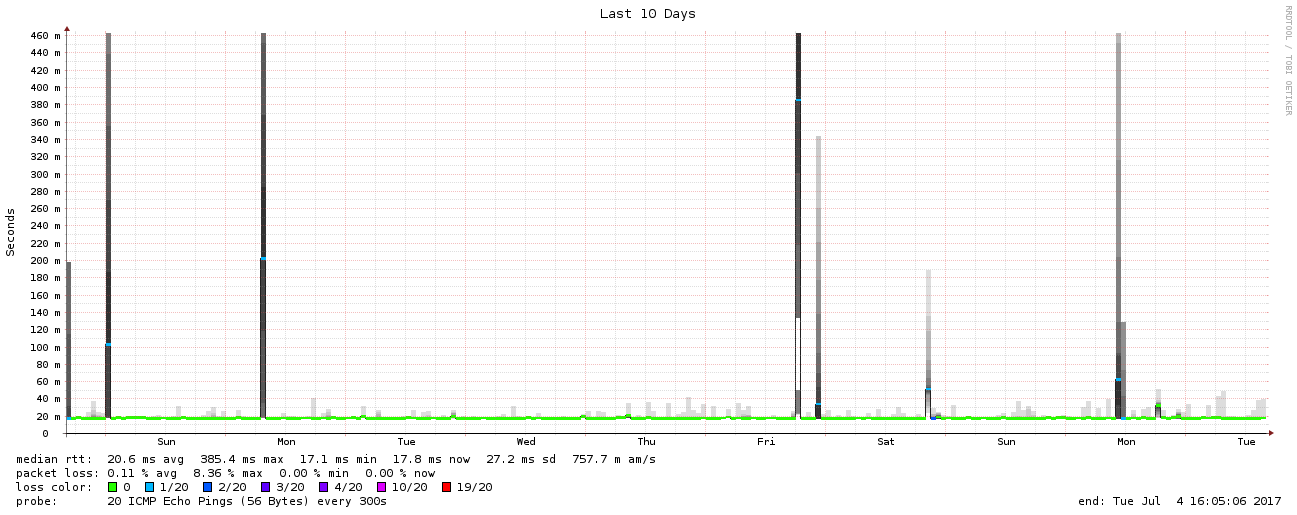 Last 10 Days
RRDTOOL / TOBI OETIKER
Seconds
460 m
440 m
420 m
400 m
380 m
360 m
340 m
320 m
300 m
280 m
260 m
240 m
220 m
200 m
180 m
160 m
140 m
120 m
100 m
80 m
60 m
40 m
20 m
0
Sun Mon Tue Wed Thu Fri Sat Sun Mon Tue
median rtt: 20.6 ms avg 385.4 ms max 17.1 ms min 17.8 ms now 27.2 ms sd 757.7 m am/s
packet loss: 0.11 % avg 8.36 % max 0.00 % min 0.00 % now
loss color: 0 1/20 2/20 3/20 4/20 10/20 19/20
probe: 20 ICMP Echo Pings (56 Bytes) every 300s end: Tue Jul 4 16:05:06 2017